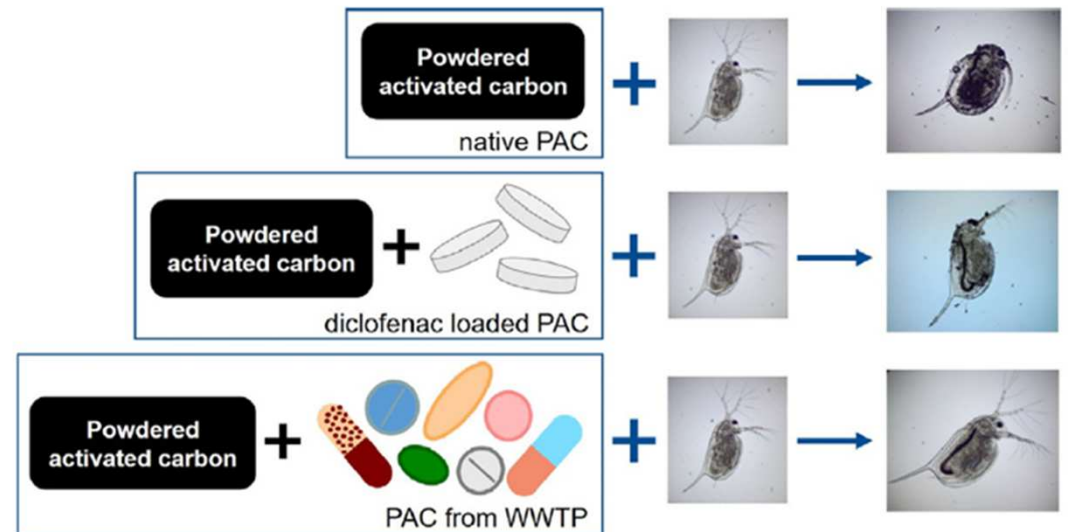 Powdered
activated carbon
native PAC
Powdered
activated carbon
diclofenac loaded PAC
Powdered
activated carbon
PAC from WWTP